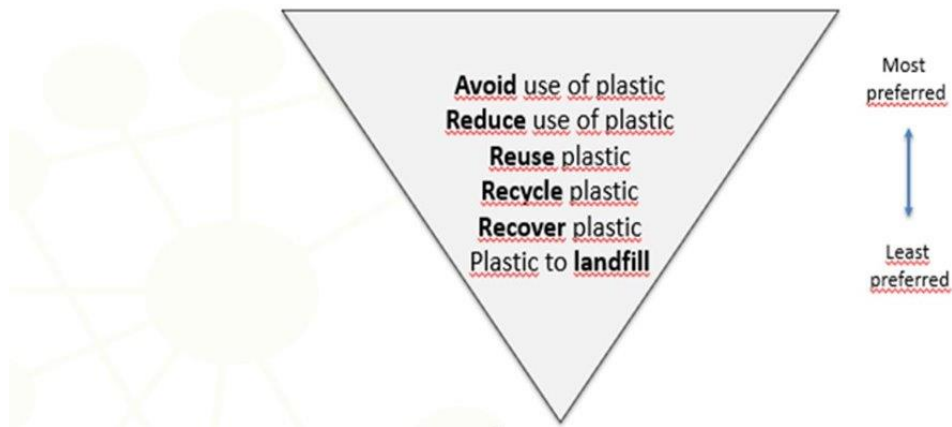 Avoid use of plastic
Reduce use of plastic
Reuse plastic
Recycle plastic
Recover plastic
Plastic to landfill
Most
preferred
Least
preferred